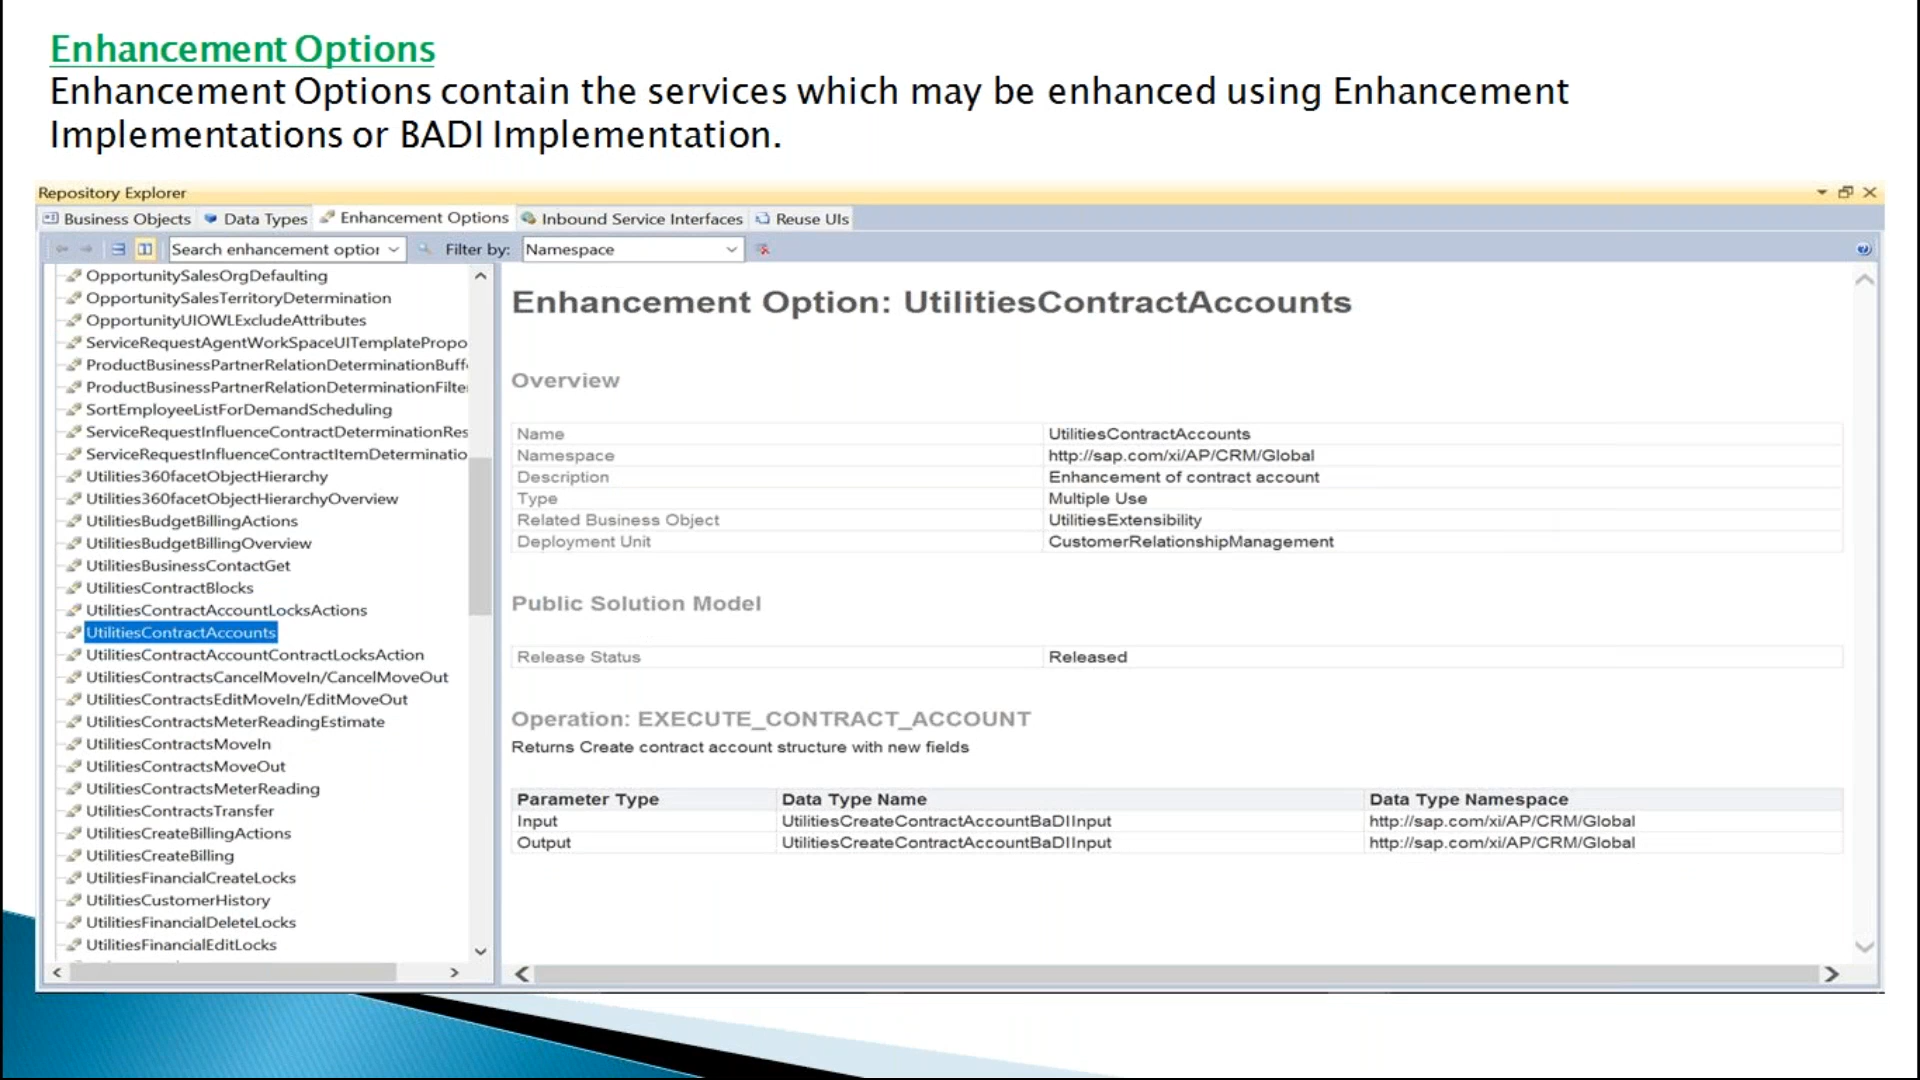 Enhancement Options
Enhancement Options contain the services which may be enhanced using Enhancement
Implementations or BADI Implementation.
Repository Explorer
Business Objects Data Types Enhancement Options Inbound Service Interfaces Reuse UIs
Search enhancement option Filter by: Namespace
OpportunitySalesOrgDefaulting
OpportunitySalesTerritoryDetermination
OpportunityUIOWLExcludeAttributes
ServiceRequestAgentWorkSpaceUITemplatePropo
ProductBusinessPartnerRelationDeterminationBuff
ProductBusinessPartnerRelationDeterminationFilte
SortEmployeeListForDemandScheduling
ServiceRequestInfluenceContractDeterminationRes
ServiceRequestInfluenceContractItemDeterminatio
Utilities360facetObjectHierarchy
Utilities360facetObjectHierarchyOverview
UtilitiesBudgetBillingActions
UtilitiesBudgetBillingOverview
UtilitiesBusinessContactGet
UtilitiesContractBlocks
UtilitiesContractAccountLocksActions
UtilitiesContractAccounts
UtilitiesContractAccountContractLocksAction
UtilitiesContractsCancelMoveIn/CancelMoveOut
UtilitiesContractsEditMoveIn/EditMoveOut
UtilitiesContractsMeterReadingEstimate
UtilitiesContractsMoveIn
UtilitiesContractsMoveOut
UtilitiesContractsMeterReading
UtilitiesContractsTransfer
UtilitiesCreateBillingActions
UtilitiesCreateBilling
UtilitiesFinancialCreateLocks
UtilitiesCustomerHistory
UtilitiesFinancialDeleteLocks
UtilitiesFinancialEditLocks
Enhancement Option: UtilitiesContractAccounts
Overview
Name UtilitiesContractAccounts
Namespace http://sap.com/xi/AP/CRM/Global
Description Enhancement of contract account
Type Multiple Use
Related Business Object UtilitiesExtensibility
Deployment Unit CustomerRelationshipManagement
Public Solution Model
Release Status Released
Operation: EXECUTE_CONTRACT_ACCOUNT
Returns Create contract account structure with new fields
Parameter Type Data Type Name Data Type Namespace
Input UtilitiesCreateContractAccountBaDIInput http://sap.com/xi/AP/CRM/Global
Output UtilitiesCreateContractAccountBaDIInput http://sap.com/xi/AP/CRM/Global